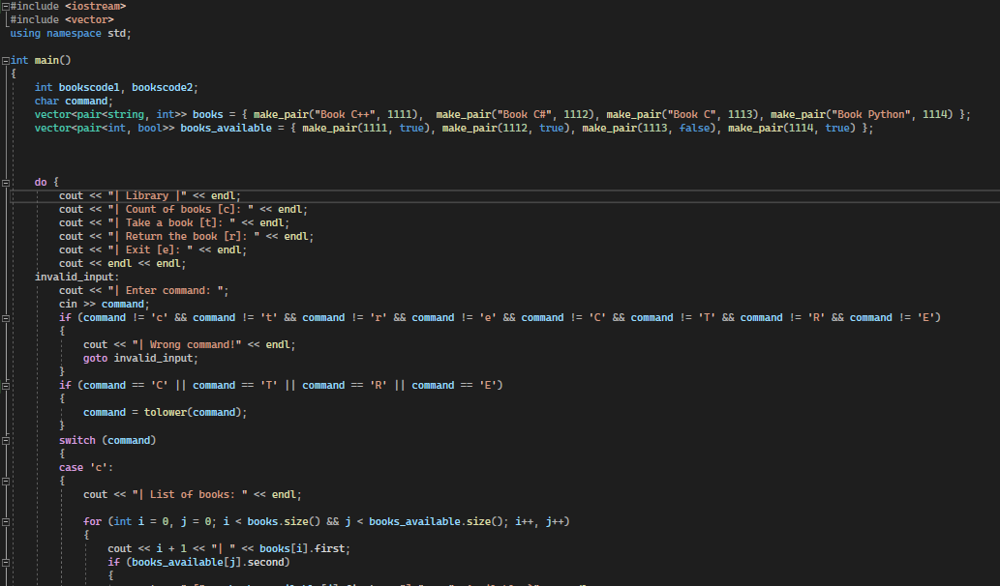 #include <iostream>
#include <vector>
using namespace std;
int main()
{
int bookscode1, bookscode2;
char command;
vector<pair<string, int>> books = { make_pair("Book C++", 1111),  make_pair("Book C#", 1112), make_pair("Book C", 1113), make_pair("Book Python", 1114) };
vector<pair<int, bool>> books_available = { make_pair(1111, true), make_pair(1112, true), make_pair(1113, false), make_pair(1114, true) };
do {
cout << "| Library |" << endl;
cout << "| Count of books [c]: " << endl;
cout << "| Take a book [t]: " << endl;
cout << "| Return the book [r]: " << endl;
cout << "| Exit [e]: " << endl;
cout << endl << endl;
invalid_input:
cout << "| Enter command: ";
cin >> command;
if (command != 'c' && command != 't' && command != 'r' && command != 'e' && command != 'C' && command != 'T' && command != 'R' && command != 'E')
{
cout << "| Wrong command!" << endl;
goto invalid_input;
}
if (command == 'C' || command == 'T' || command == 'R' || command == 'E')
{
command = tolower(command);
}
switch (command)
{
case 'c':
{
cout << "| List of books: " << endl;
for (int i = 0, j = 0; i < books.size() && j < books_available.size(); i++, j++)
{
cout << i + 1 << "| " << books[i].first;
if (books_available[j].second)
{